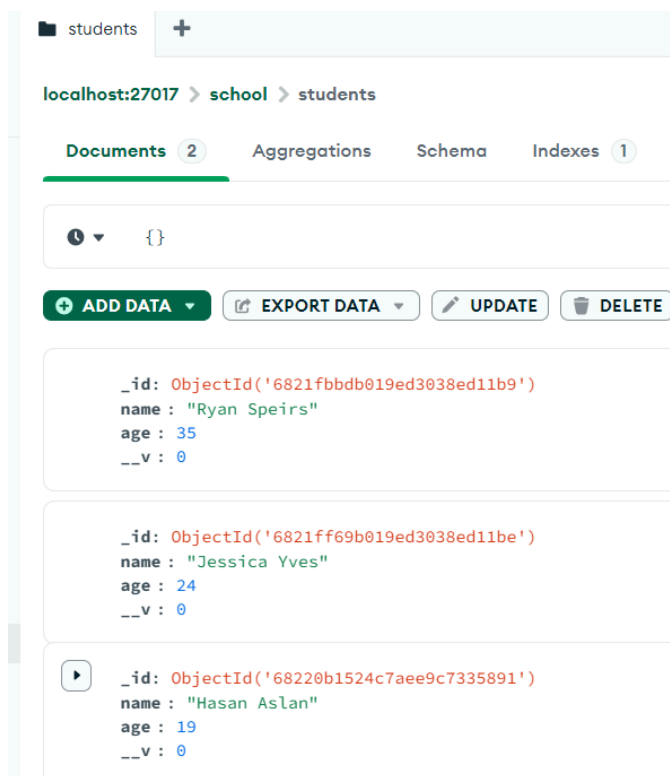 students +
localhost:27017 > school > students
Documents 2 Aggregations Schema Indexes 1
{}
ADD DATA EXPORT DATA UPDATE DELETE
_id: ObjectId('6821fbbdb019ed3038ed11b9')
name : "Ryan Speirs"
age : 35
__v : 0
_id: ObjectId('6821ff69b019ed3038ed11be')
name : "Jessica Yves"
age : 24
__v : 0
_id: ObjectId('68220b1524c7aee9c7335891')
name : "Hasan Aslan"
age : 19
__v : 0